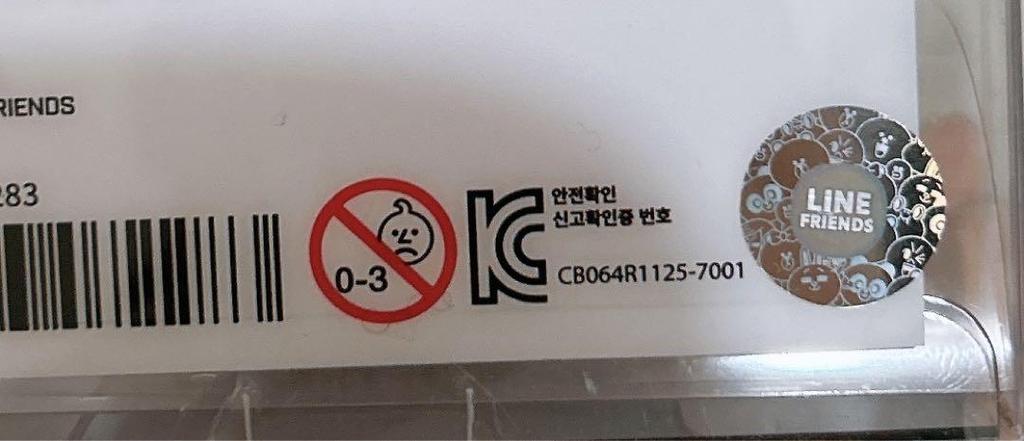 RIENDS
283
0-3
안전확인
신고확인증 번호
CB064R1125-7001
LINE
FRIENDS